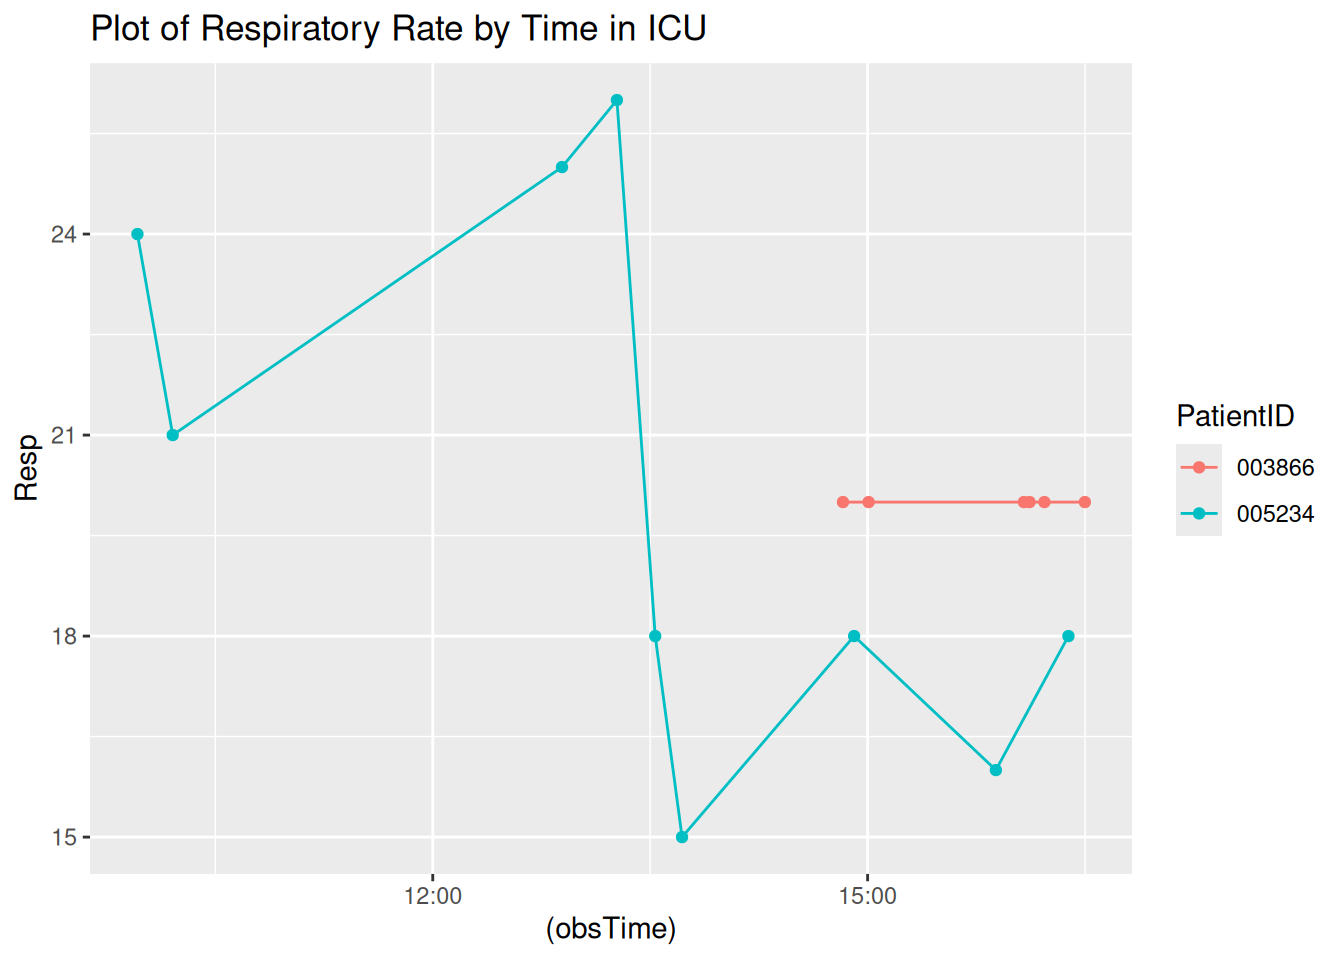 Plot of Respiratory Rate by Time in ICU
24
21
18
15
Resp
12:00
15:00
(obsTime)
PatientID
003866
005234